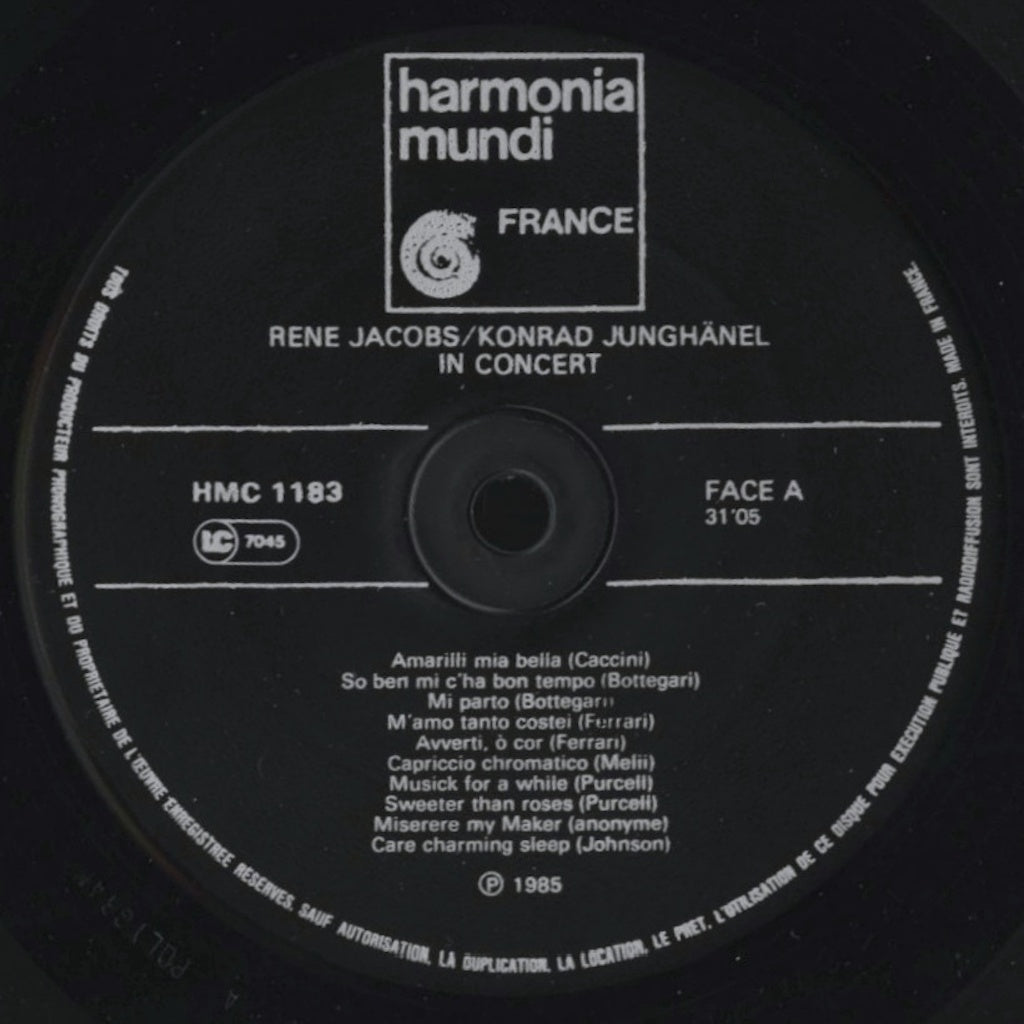 harmonia
mundi
FRANCE
RENE JACOBS/KONRAD JUNGHÄNEL
IN CONCERT
HMC 1183
LC 7045
FACE A
31'05
Amarilli mia bella (Caccini)
So ben mi c'ha bon tempo (Bottegari)
Mi parto (Bottegari)
M'amo tanto costei (Ferrari)
Avverti, ò cor (Ferrari)
Capriccio chromatico (Melii)
Musick for a while (Purcell)
Sweeter than roses (Purcell)
Miserere my Maker (anonyme)
Care charming sleep (Johnson)
℗ 1985
TOUS DROITS DU PRODUCTEUR PHONOGRAPHIQUE ET DU PROPRIETAIRE DE L'ŒUVRE ENREGISTREE RESERVES. SAUF AUTORISATION, LA DUPLICATION, LA LOCATION, LE PRET, L'UTILISATION DE CE DISQUE POUR EXECUTION PUBLIQUE ET RADIODIFFUSION SONT INTERDITS. MADE IN FRANCE.